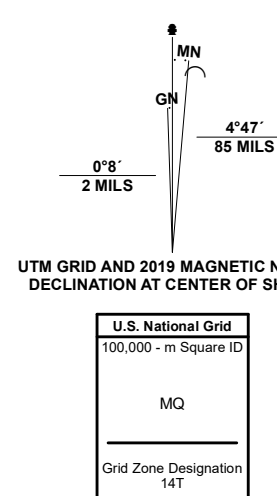 MN
GN
4°47´
85 MILS
0°8´
2 MILS
UTM GRID AND 2019 MAGNETIC N
DECLINATION AT CENTER OF SH
U.S. National Grid
100,000 - m Square ID
MQ
Grid Zone Designation
14T